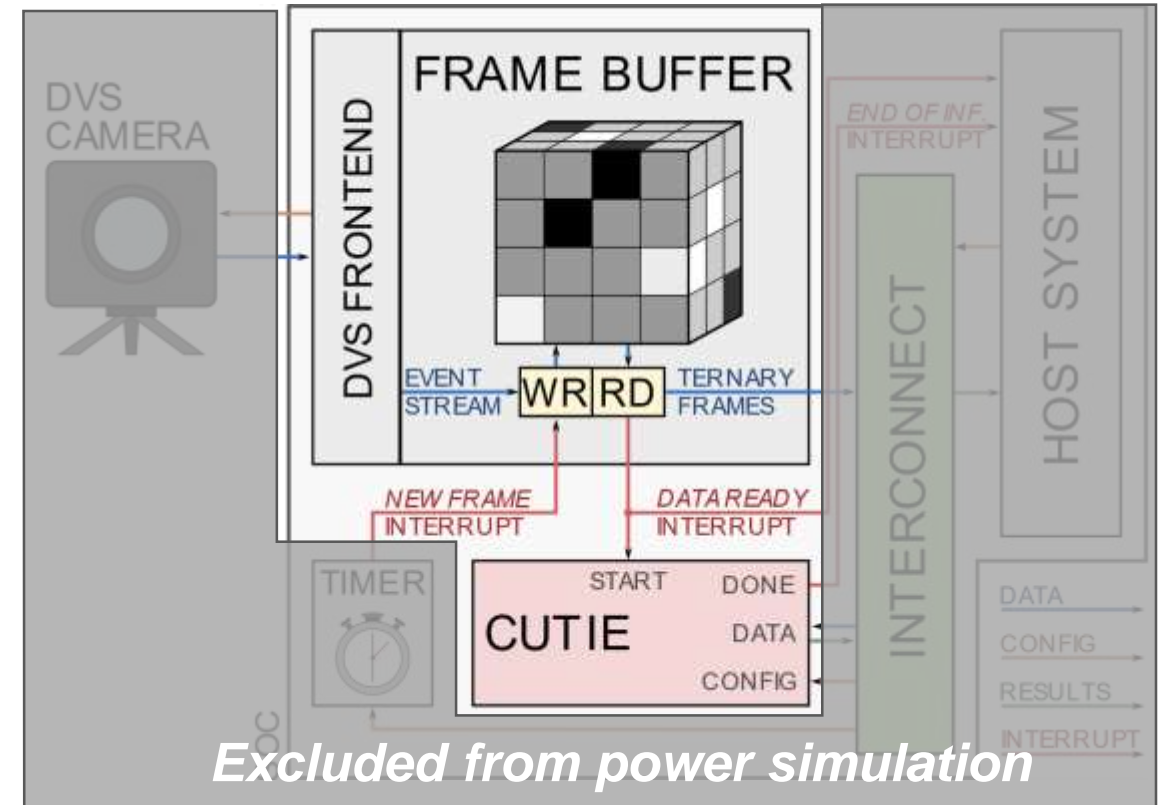 DVS
CAMERA
DVS FRONTEND
FRAME BUFFER
EVENT
STREAM
WR
RD
TERNARY
FRAMES
NEW FRAME
INTERRUPT
DATA READY
INTERRUPT
END OF INF.
INTERRUPT
INTERCONNECT
HOST SYSTEM
TIMER
START
DONE
CUTIE
DATA
CONFIG
DATA
CONFIG
RESULTS
INTERRUPT
Excluded from power simulation